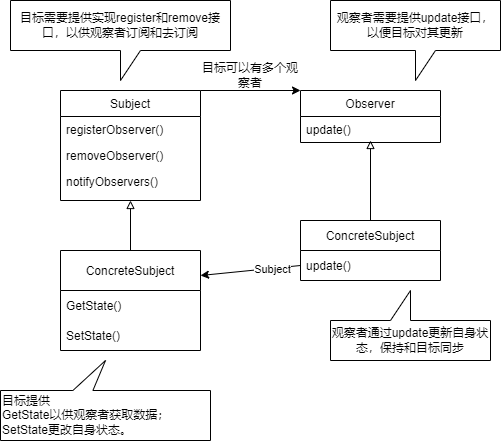 目标需要提供实现register和remove接
口，以供观察者订阅和去订阅
观察者需要提供update接口，
以便目标对其更新
目标可以有多个观
察者
Subject
registerObserver()
removeObserver()
notifyObservers()
Observer
update()
ConcreteSubject
GetState()
SetState()
Subject
ConcreteSubject
update()
观察者通过update更新自身状
态，保持和目标同步
目标提供
GetState以供观察者获取数据；
SetState更改自身状态。